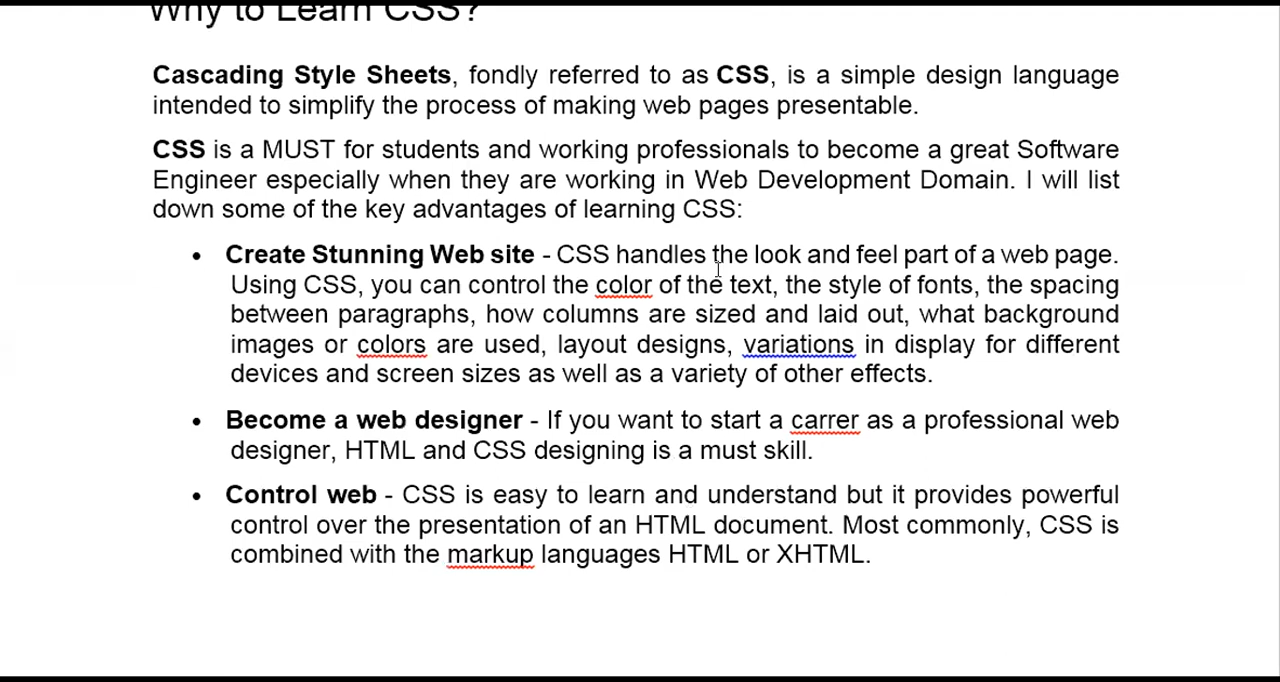 Why to Learn CSS?
Cascading Style Sheets, fondly referred to as CSS, is a simple design language
intended to simplify the process of making web pages presentable.
CSS is a MUST for students and working professionals to become a great Software
Engineer especially when they are working in Web Development Domain. I will list
down some of the key advantages of learning CSS:
• Create Stunning Web site - CSS handles the look and feel part of a web page.
Using CSS, you can control the color of the text, the style of fonts, the spacing
between paragraphs, how columns are sized and laid out, what background
images or colors are used, layout designs, variations in display for different
devices and screen sizes as well as a variety of other effects.
• Become a web designer - If you want to start a carrer as a professional web
designer, HTML and CSS designing is a must skill.
• Control web - CSS is easy to learn and understand but it provides powerful
control over the presentation of an HTML document. Most commonly, CSS is
combined with the markup languages HTML or XHTML.